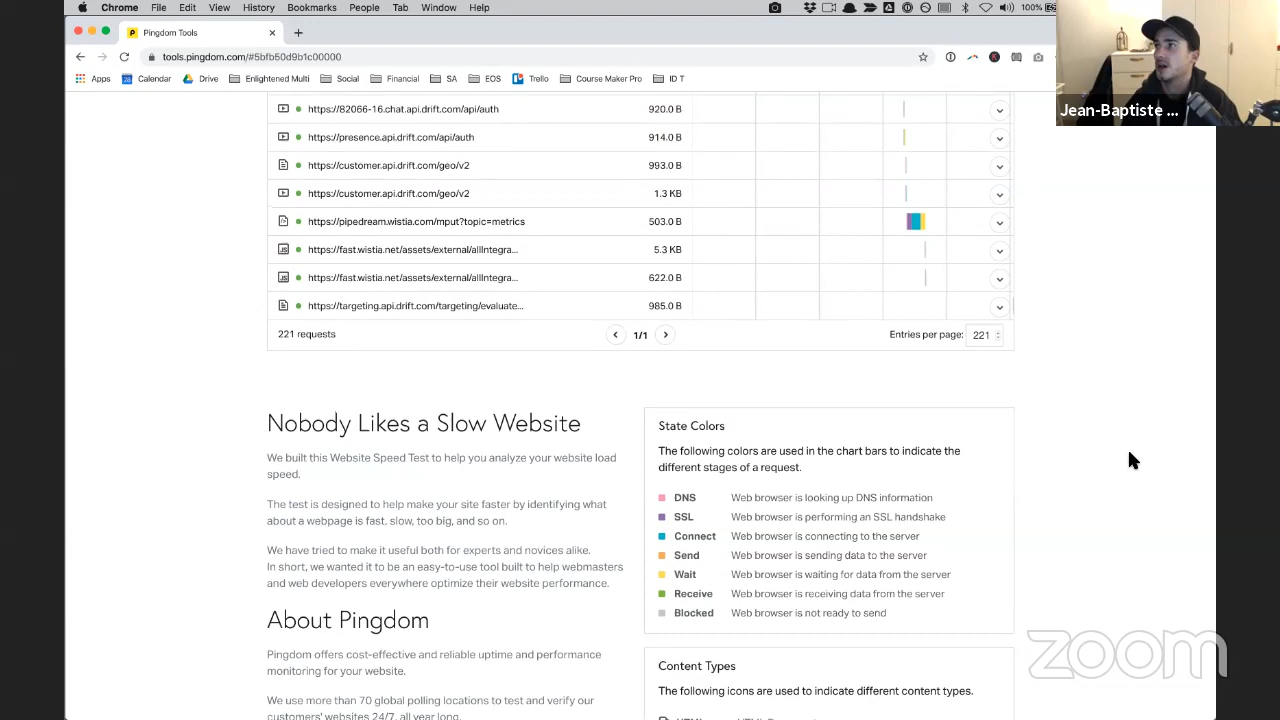 Chrome File Edit View History Bookmarks People Tab Window Help 100%
Pingdom Tools
tools.pingdom.com/#5bfb50d9b1c00000
Apps Calendar Drive Enlightened Multi Social Financial SA EOS Trello Course Maker Pro ID T
Jean-Baptiste ...
https://82066-16.chat.api.drift.com/api/auth 920.0 B
https://presence.api.drift.com/api/auth 914.0 B
https://customer.api.drift.com/geo/v2 993.0 B
https://customer.api.drift.com/geo/v2 1.3 KB
https://pipedream.wistia.com/mput?topic=metrics 503.0 B
https://fast.wistia.net/assets/external/allIntegra... 5.3 KB
https://fast.wistia.net/assets/external/allIntegra... 622.0 B
https://targeting.api.drift.com/targeting/evaluate... 985.0 B
221 requests 1/1 Entries per page: 221
Nobody Likes a Slow Website
We built this Website Speed Test to help you analyze your website load
speed.
The test is designed to help make your site faster by identifying what
about a webpage is fast, slow, too big, and so on.
We have tried to make it useful both for experts and novices alike.
In short, we wanted it to be an easy-to-use tool built to help webmasters
and web developers everywhere optimize their website performance.
About Pingdom
Pingdom offers cost-effective and reliable uptime and performance
monitoring for your website.
We use more than 70 global polling locations to test and verify our
customers' websites 24/7, all year long.
State Colors
The following colors are used in the chart bars to indicate the
different stages of a request.
DNS Web browser is looking up DNS information
SSL Web browser is performing an SSL handshake
Connect Web browser is connecting to the server
Send Web browser is sending data to the server
Wait Web browser is waiting for data from the server
Receive Web browser is receiving data from the server
Blocked Web browser is not ready to send
Content Types
The following icons are used to indicate different content types.
zoom